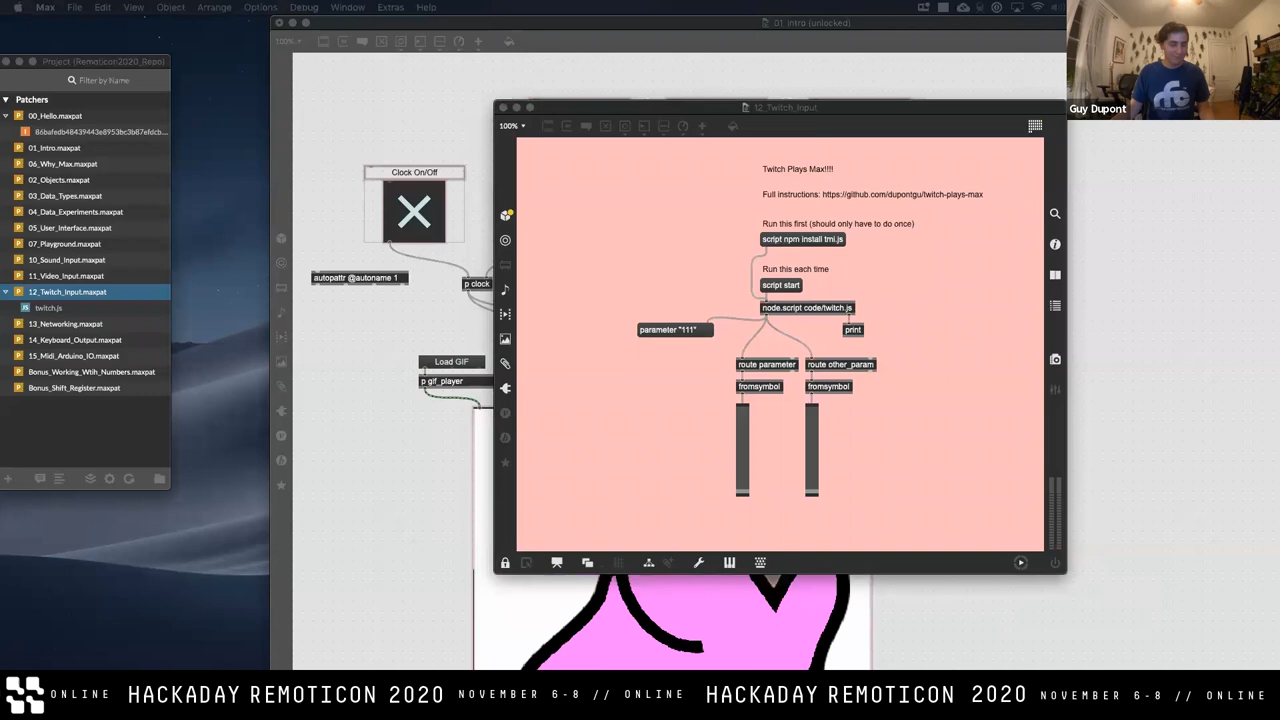 Max File Edit View Object Arrange Options Debug Window Extras Help
01_Intro (unlocked)
100%
Project (Remoticon2020_Repo)
Filter by Name
Patchers
00_Hello.maxpat
86bafedb48439443e8953bc3b87efdcb...
01_Intro.maxpat
06_Why_Max.maxpat
02_Objects.maxpat
03_Data_Types.maxpat
04_Data_Experiments.maxpat
05_User_Interface.maxpat
07_Playground.maxpat
10_Sound_Input.maxpat
11_Video_Input.maxpat
12_Twitch_Input.maxpat
twitch.js
13_Networking.maxpat
14_Keyboard_Output.maxpat
15_Midi_Arduino_IO.maxpat
Bonus_Working_Wtih_Numbers.maxpat
Bonus_Shift_Register.maxpat
Clock On/Off
autopattr @autoname 1
p clock
Load GIF
p gif_player
12_Twitch_Input
100%
Twitch Plays Max!!!!
Full instructions: https://github.com/dupontgu/twitch-plays-max
Run this first (should only have to do once)
script npm install tmi.js
Run this each time
script start
node.script code/twitch.js
parameter "111"
print
route parameter
route other_param
fromsymbol
fromsymbol
Guy Dupont
ONLINE HACKADAY REMOTICON 2020 NOVEMBER 6-8 // ONLINE HACKADAY REMOTICON 2020 NOVEMBER 6-8 // ONLINE